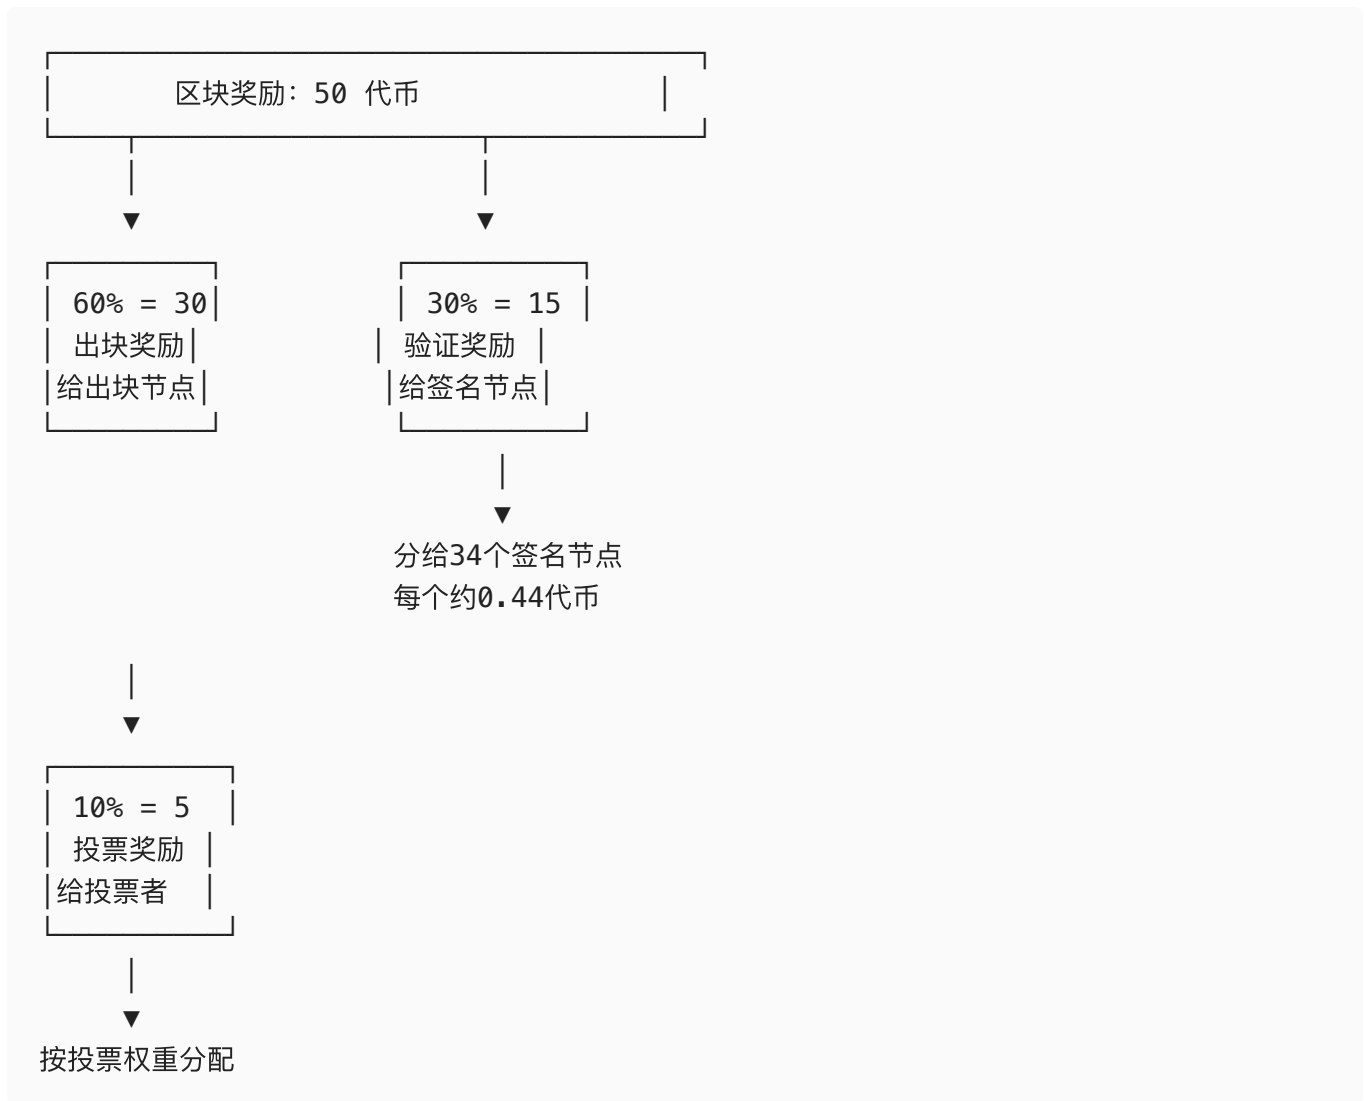 区块奖励：50 代币
60% = 30
出块奖励
给出块节点
30% = 15
验证奖励
给签名节点
分给34个签名节点
每个约0.44代币
10% = 5
投票奖励
给投票者
按投票权重分配